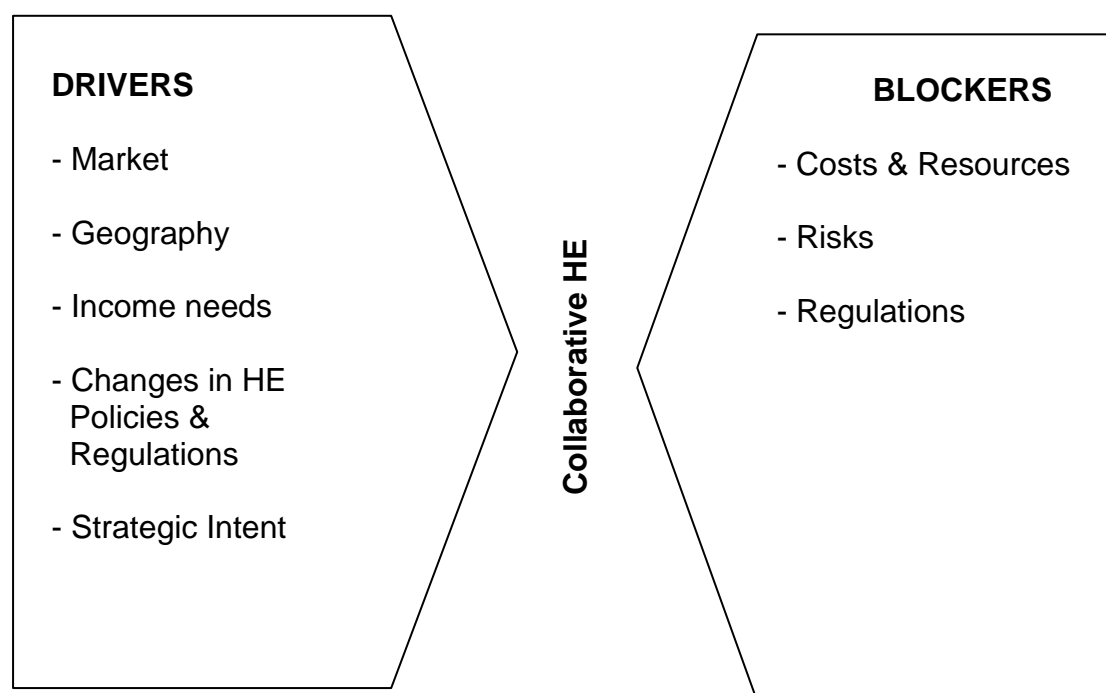 DRIVERS
- Market
- Geography
- Income needs
- Changes in HE
Policies &
Regulations
- Strategic Intent
Collaborative HE
BLOCKERS
- Costs & Resources
- Risks
- Regulations